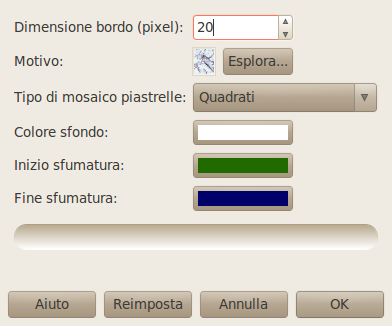 Dimensione bordo (pixel): 20
Motivo: Esplora...
Tipo di mosaico piastrelle: Quadrati
Colore sfondo:
Inizio sfumatura:
Fine sfumatura:
Aiuto Reimposta Annulla OK